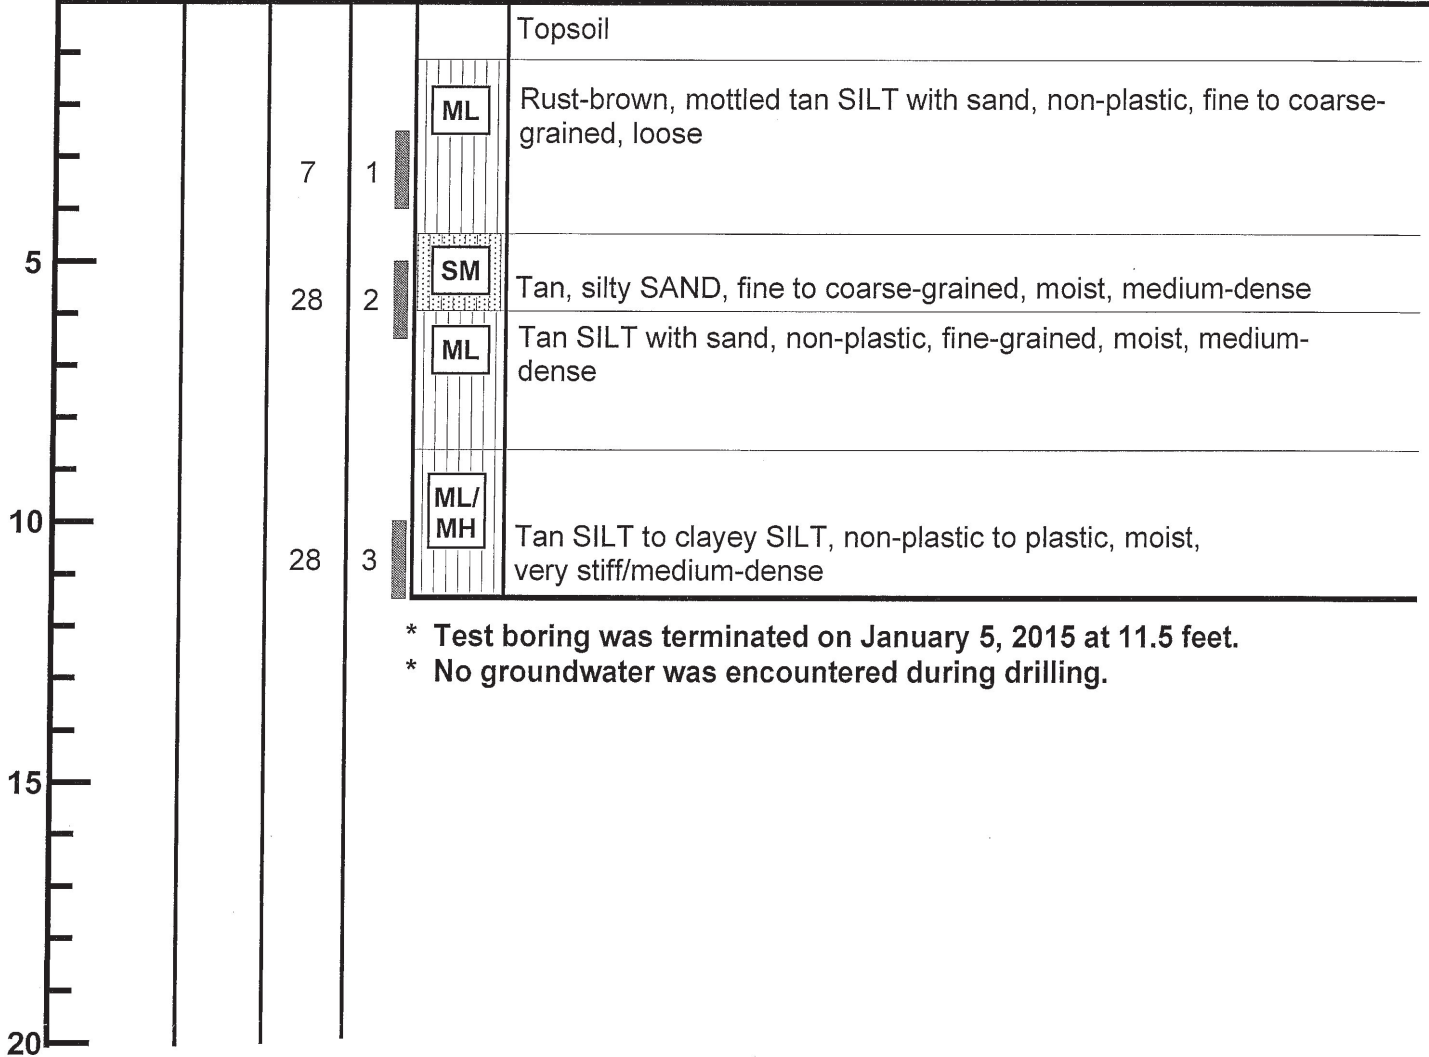 Topsoil
ML
Rust-brown, mottled tan SILT with sand, non-plastic, fine to coarse-
grained, loose
7 1
5
SM
28 2
Tan, silty SAND, fine to coarse-grained, moist, medium-dense
ML
Tan SILT with sand, non-plastic, fine-grained, moist, medium-
dense
ML/
MH
10
28 3
Tan SILT to clayey SILT, non-plastic to plastic, moist,
very stiff/medium-dense
* Test boring was terminated on January 5, 2015 at 11.5 feet.
* No groundwater was encountered during drilling.
15
20